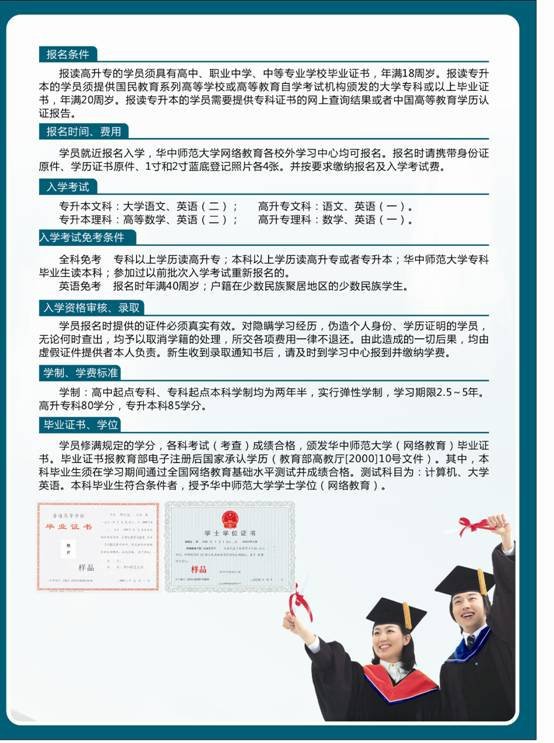 报名条件
报读高升专的学员须具有高中、职业中学、中等专业学校毕业证书，年满18周岁。报读专升
本的学员须提供国民教育系列高等学校或高等教育自学考试机构颁发的大学专科或以上毕业证
书，年满20周岁。报读专升本的学员需要提供专科证书的网上查询结果或者中国高等教育学历认
证报告。
报名时间、费用
学员就近报名入学，华中师范大学网络教育各校外学习中心均可报名。报名时请携带身份证
原件、学历证书原件、1寸和2寸蓝底登记照片各4张。并按要求缴纳报名及入学考试费。
入学考试
专升本文科：大学语文、英语（二）； 高升专文科：语文、英语（一）。
专升本理科：高等数学、英语（二）； 高升专理科：数学、英语（一）。
入学考试免考条件
全科免考 专科以上学历读高升专；本科以上学历读高升专或者专升本；华中师范大学专科
毕业生读本科；参加过以前批次入学考试重新报名的。
英语免考 报名时年满40周岁；户籍在少数民族聚居地区的少数民族学生。
入学资格审核、录取
学员报名时提供的证件必须真实有效。对隐瞒学习经历，伪造个人身份、学历证明的学员，
无论何时查出，均予以取消学籍的处理，所交各项费用一律不退还。由此造成的一切后果，均由
虚假证件提供者本人负责。新生收到录取通知书后，请及时到学习中心报到并缴纳学费。
学制、学费标准
学制：高中起点专科、专科起点本科学制均为两年半，实行弹性学制，学习期限2.5～5年。
高升专科80学分，专升本科85学分。
毕业证书、学位
学员修满规定的学分，各科考试（考查）成绩合格，颁发华中师范大学（网络教育）毕业证
书。毕业证书报教育部电子注册后国家承认学历（教育部高教厅[2000]10号文件）。其中，本
科毕业生须在学习期间通过全国网络教育基础水平测试并成绩合格。测试科目为：计算机、大学
英语。本科毕业生符合条件者，授予华中师范大学学士学位（网络教育）。
普通高等学校
毕业证书
样品
学士学位证书
样品